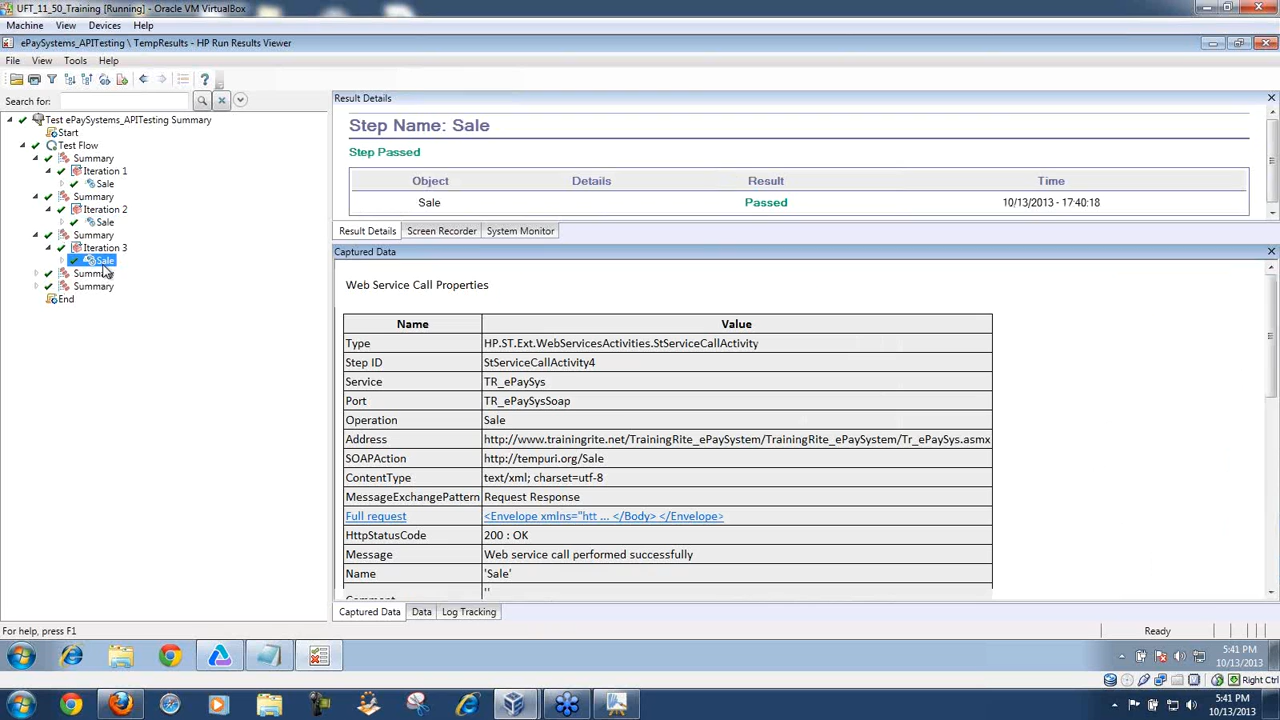 UFT_11_50_Training [Running] - Oracle VM VirtualBox
Machine View Devices Help
ePaySystems_APITesting \ TempResults - HP Run Results Viewer
File View Tools Help
Search for:
Test ePaySystems_APITesting Summary
Start
Test Flow
Summary
Iteration 1
Sale
Summary
Iteration 2
Sale
Summary
Iteration 3
Sale
Summary
Summary
End
Result Details
Step Name: Sale
Step Passed
Object Details Result Time
Sale Passed 10/13/2013 - 17:40:18
Result Details Screen Recorder System Monitor
Captured Data
Web Service Call Properties
Name Value
Type HP.ST.Ext.WebServicesActivities.StServiceCallActivity
Step ID StServiceCallActivity4
Service TR_ePaySys
Port TR_ePaySysSoap
Operation Sale
Address http://www.trainingrite.net/TrainingRite_ePaySystem/TrainingRite_ePaySystem/Tr_ePaySys.asmx
SOAPAction http://tempuri.org/Sale
ContentType text/xml; charset=utf-8
MessageExchangePattern Request Response
Full request <Envelope xmlns="htt ... </Body> </Envelope>
HttpStatusCode 200 : OK
Message Web service call performed successfully
Name 'Sale'
Comment ''
Captured Data Data Log Tracking
For help, press F1 Ready
5:41 PM
10/13/2013
Right Ctrl
5:41 PM
10/13/2013